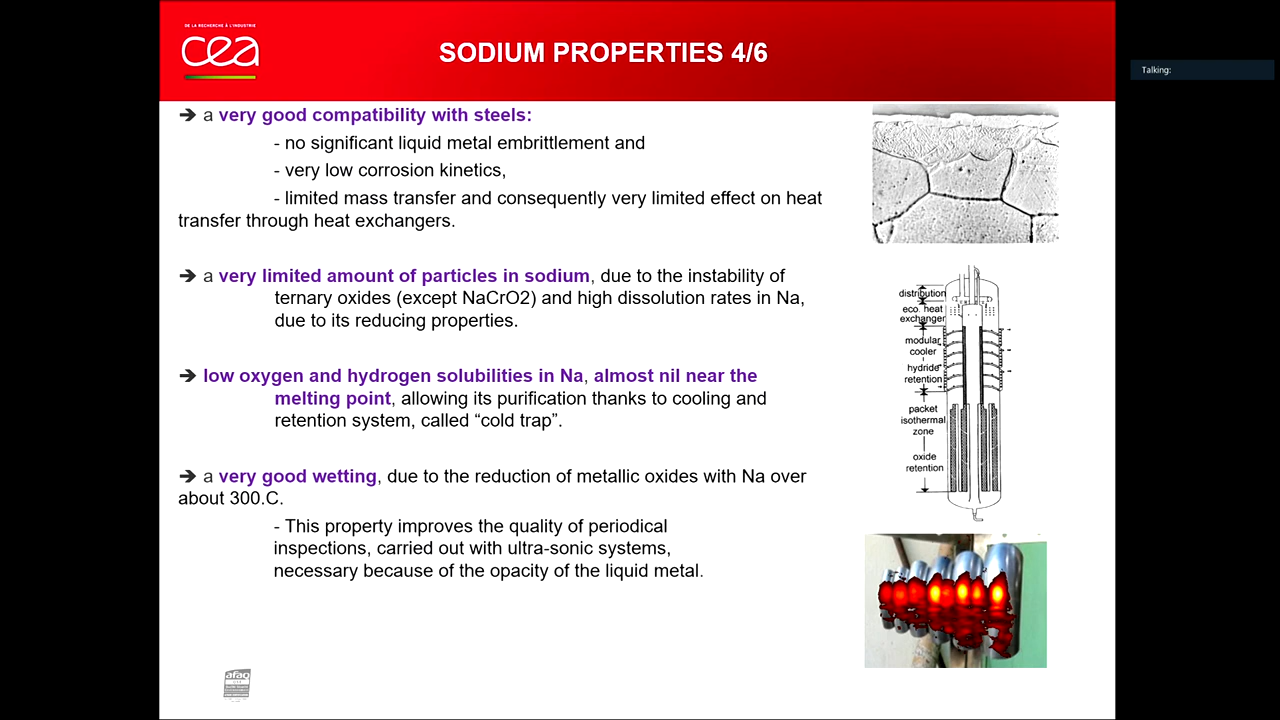 DE LA RECHERCHE À L'INDUSTRIE
cea
SODIUM PROPERTIES 4/6
Talking:
➔ a very good compatibility with steels:
- no significant liquid metal embrittlement and
- very low corrosion kinetics,
- limited mass transfer and consequently very limited effect on heat
transfer through heat exchangers.
➔ a very limited amount of particles in sodium, due to the instability of
ternary oxides (except NaCrO2) and high dissolution rates in Na,
due to its reducing properties.
➔ low oxygen and hydrogen solubilities in Na, almost nil near the
melting point, allowing its purification thanks to cooling and
retention system, called “cold trap”.
➔ a very good wetting, due to the reduction of metallic oxides with Na over
about 300.C.
- This property improves the quality of periodical
inspections, carried out with ultra-sonic systems,
necessary because of the opacity of the liquid metal.
distribution
eco. heat
exchanger
modular
cooler
hydride
retention
packet
isothermal
zone
oxide
retention
afaq